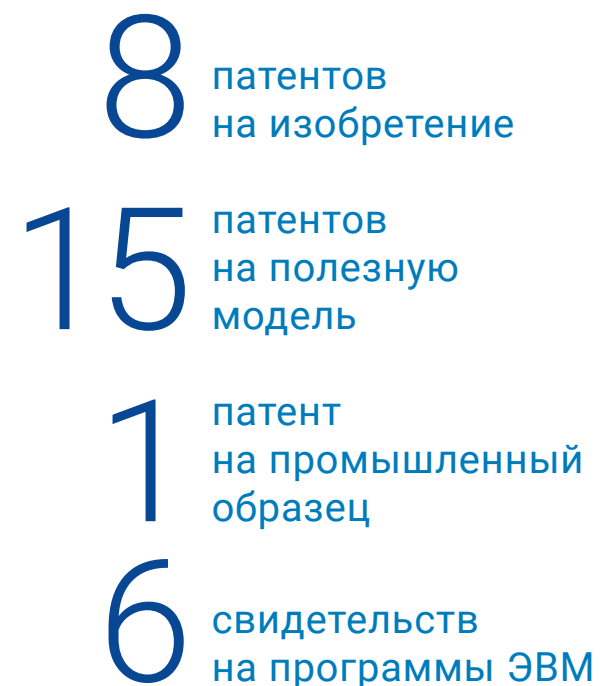 8
патентов
на изобретение
15
патентов
на полезную
модель
1
патент
на промышленный
образец
6
свидетельств
на программы ЭВМ